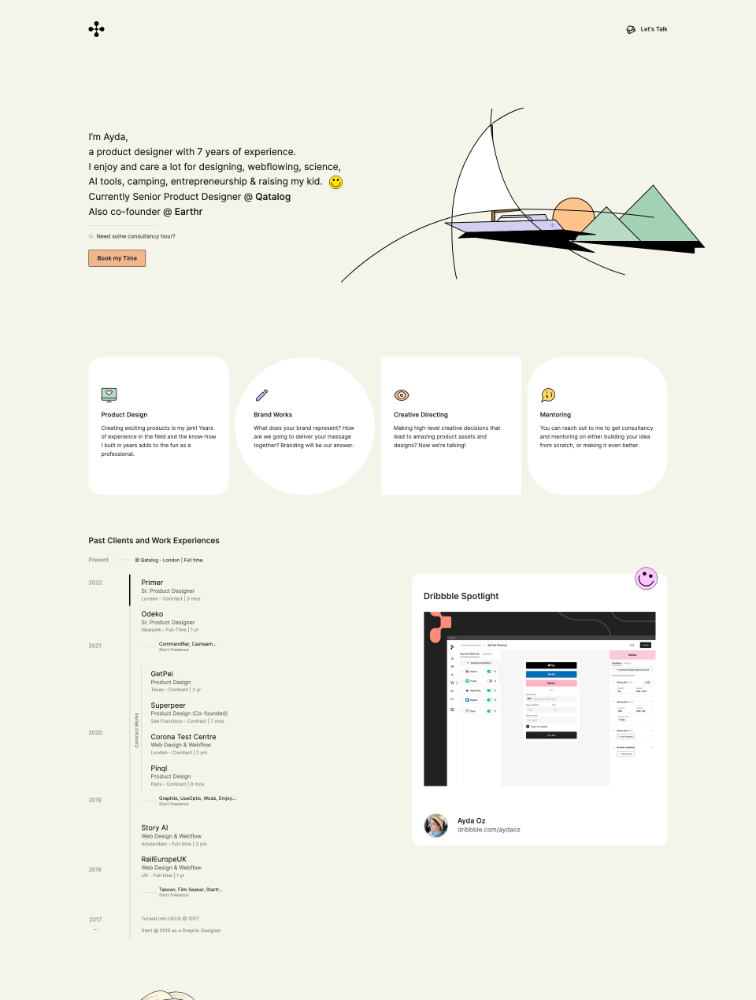 Let's Talk
I'm Ayda,
a product designer with 7 years of experience.
I enjoy and care a lot for designing, webflowing, science,
AI tools, camping, entrepreneurship & raising my kid.
Currently Senior Product Designer @ Qatalog
Also co-founder @ Earthr
Need some consultancy hour?
Book my Time
Product Design
Creating exciting products is my jam! Years
of experience in the field and the know-how
I built in years adds to the fun as a
professional.
Brand Works
What does your brand represent? How
are we going to deliver your message
together? Branding will be our answer.
Creative Directing
Making high-level creative decisions that
lead to amazing product assets and
designs? Now we're talking!
Mentoring
You can reach out to me to get consultancy
and mentoring on either building your idea
from scratch, or making it even better.
Past Clients and Work Experiences
Present
@ Qatalog - London | Full time.
2022
Primer
Sr. Product Designer
London - Contract | 3 mos
Odeko
Sr. Product Designer
Newyork - Full-Time | 1 yr
2021
CommandBar,
Short Freelance
Contract Works
GetPei
Product Design
Texas - Contract | 2 yr
Superpeer
Product Design (Co-founded)
San Francisco - Contract | 7 mos
2020
Corona Test Centre
Web Design & Webflow
London - Contract | 2 yrs
Pinql
Product Design
Paris - Contract | 8 mos
2019
Graphile, UseOptic, Wodz, Enjoy...
Short Freelance
Story AI
Web Design & Webflow
Amsterdam - Full-time | 2 yrs
RailEuropeUK
Web Design & Webflow
UK - Full-time | 1 yr
2018
Takoon, Film Seeker, Startr...
Short Freelance
2017
Turned into UI/UX @ 2017
Start @ 2015 as a Graphic Designer
Dribbble Spotlight
Ayda Oz
dribbble.com/aydaoz